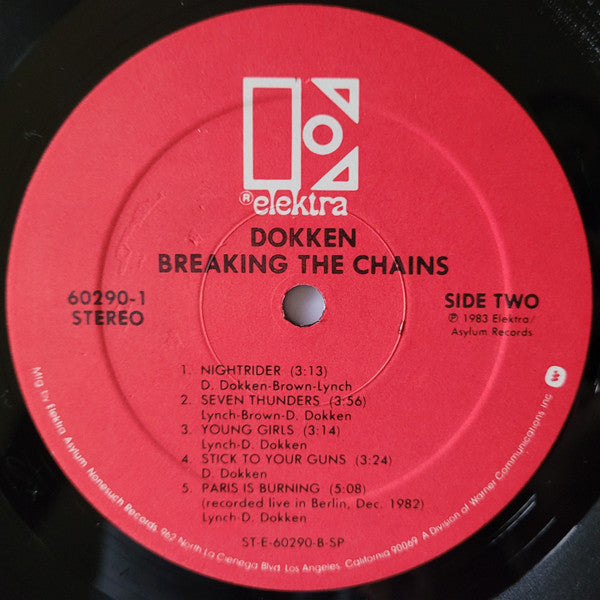 ® elektra
DOKKEN
BREAKING THE CHAINS
60290-1
STEREO
SIDE TWO
℗ 1983 Elektra/
Asylum Records
1. NIGHTRIDER (3:13)
D. Dokken-Brown-Lynch
2. SEVEN THUNDERS (3:56)
Lynch-Brown-D. Dokken
3. YOUNG GIRLS (3:14)
Lynch-D. Dokken
4. STICK TO YOUR GUNS (3:24)
D. Dokken
5. PARIS IS BURNING (5:08)
(recorded live in Berlin, Dec. 1982)
Lynch-D. Dokken
ST-E-60290-B-SP
Mfg by Elektra Asylum Nonesuch Records, 962 North La Cienega Blvd. Los Angeles, California 90069 A Division of Warner Communications Inc